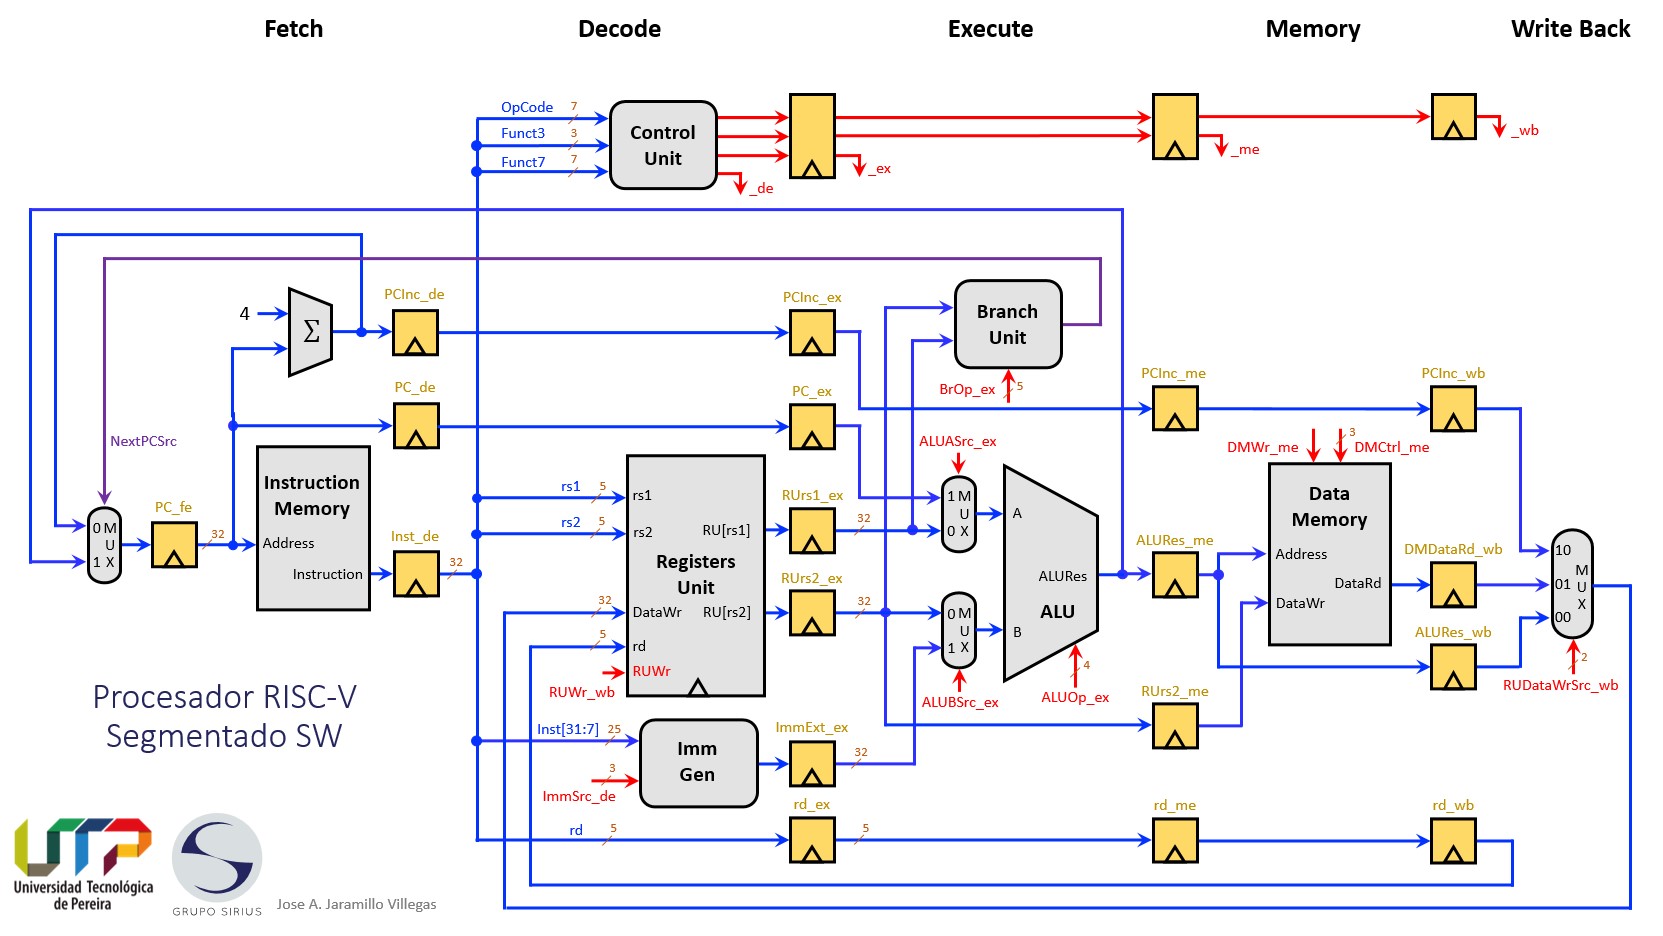 Fetch
Decode
Execute
Memory
Write Back
OpCode
7
Funct3
3
Funct7
7
Control
Unit
_de
_ex
_me
_wb
4
Σ
PCInc_de
PCInc_ex
Branch
Unit
BrOp_ex
5
PCInc_me
PCInc_wb
PC_de
PC_ex
NextPCSrc
ALUASrc_ex
DMWr_me
3
DMCtrl_me
0 M
U
1 X
PC_fe
32
Instruction
Memory
Address
Instruction
Inst_de
32
rs1
5
rs1
rs2
5
rs2
RU[rs1]
Registers
Unit
32
DataWr
RU[rs2]
5
rd
RUWr
RUWr_wb
RUrs1_ex
32
RUrs2_ex
32
1 M
U
0 X
0 M
U
1 X
ALUBSrc_ex
A
ALURes
ALU
B
4
ALUOp_ex
ALURes_me
Data
Memory
Address
DataRd
DataWr
DMDataRd_wb
ALURes_wb
10
M
01
U
X
00
2
RUDataWrSrc_wb
RUrs2_me
Procesador RISC-V
Segmentado SW
Inst[31:7]
25
Imm
Gen
3
ImmSrc_de
ImmExt_ex
32
rd
5
rd_ex
5
rd_me
rd_wb
UTP
Universidad Tecnológica
de Pereira
GRUPO SIRIUS
Jose A. Jaramillo Villegas